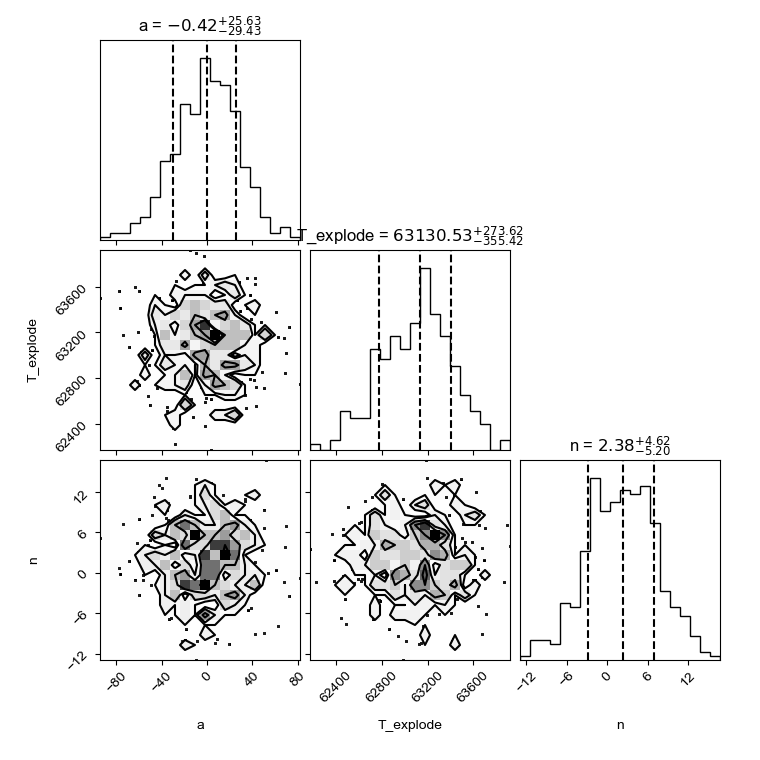 a = −0.42+25.63−29.43
T_explode = 63130.53+273.62−355.42
63600
63200
62800
62400
T_explode
n = 2.38+4.62−5.20
12
6
0
−6
−12
n
−80 −40 0 40 80
62400 62800 63200 63600
−12 −6 0 6 12
a T_explode n